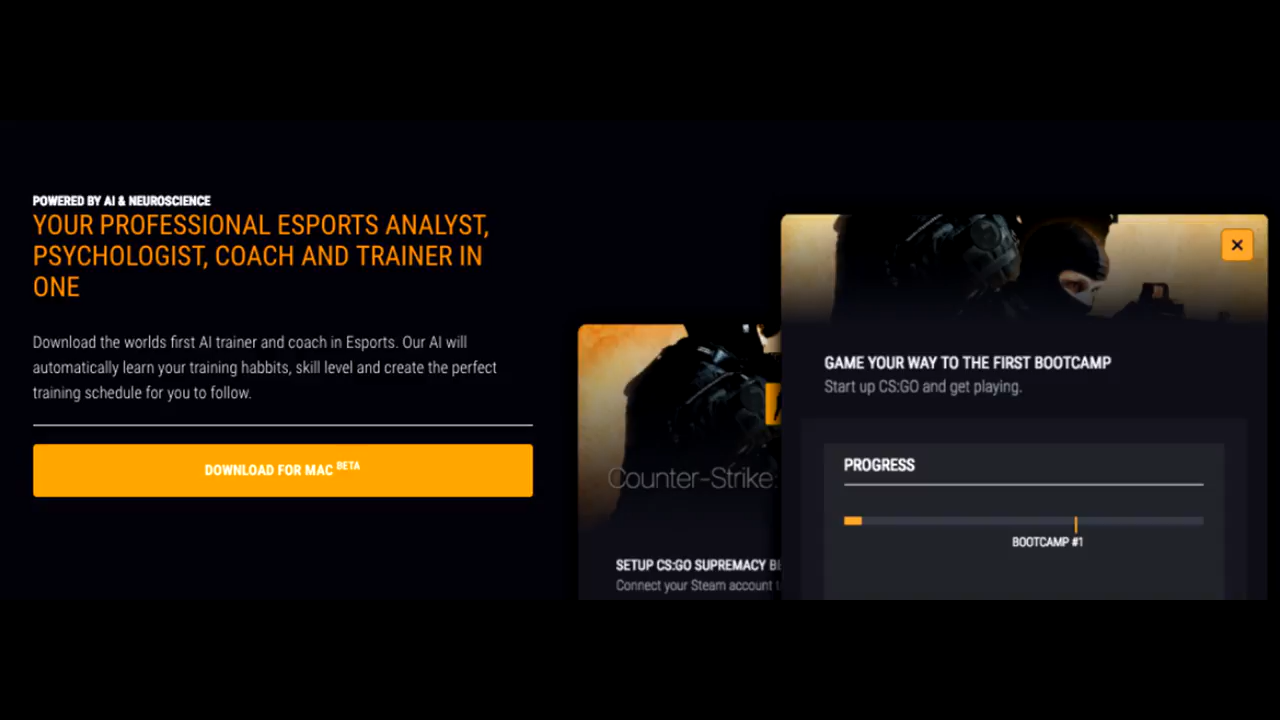 POWERED BY AI & NEUROSCIENCE
YOUR PROFESSIONAL ESPORTS ANALYST,
PSYCHOLOGIST, COACH AND TRAINER IN
ONE
Download the worlds first AI trainer and coach in Esports. Our AI will
automatically learn your training habbits, skill level and create the perfect
training schedule for you to follow.
DOWNLOAD FOR MAC BETA
Counter-Strike:
SETUP CS:GO SUPREMACY
Connect your Steam account
GAME YOUR WAY TO THE FIRST BOOTCAMP
Start up CS:GO and get playing.
PROGRESS
BOOTCAMP #1